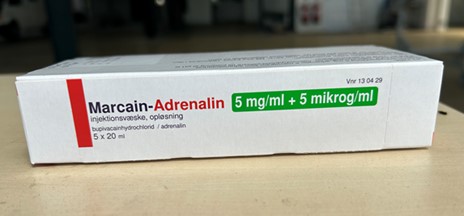 Vnr 13 04 29
Marcain-Adrenalin 5 mg/ml + 5 mikrog/ml
injektionsvæske, opløsning
bupivacainhydrochlorid / adrenalin
5 x 20 ml